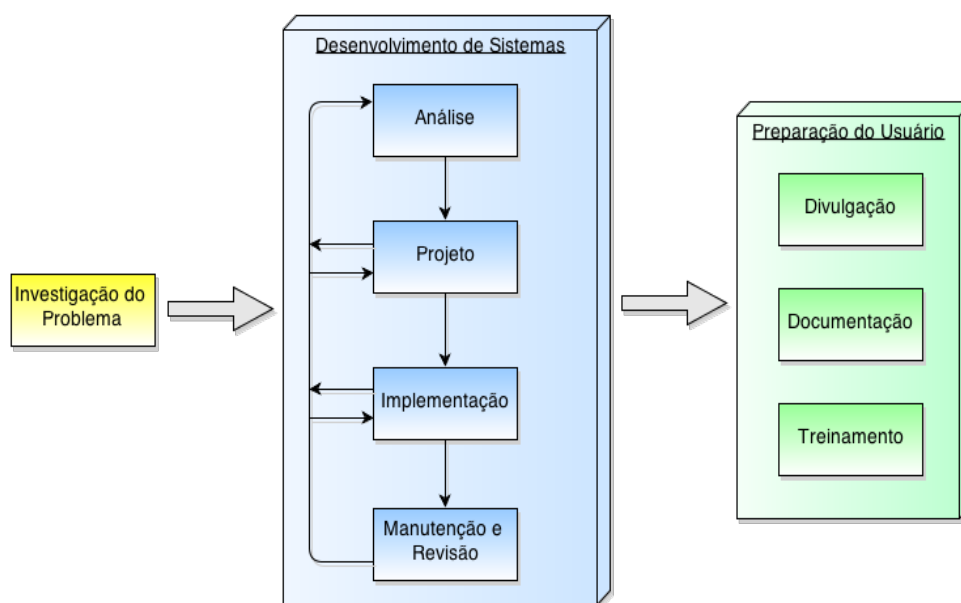 Investigação do
Problema
Desenvolvimento de Sistemas
Análise
Projeto
Implementação
Manutenção e
Revisão
Preparação do Usuário
Divulgação
Documentação
Treinamento